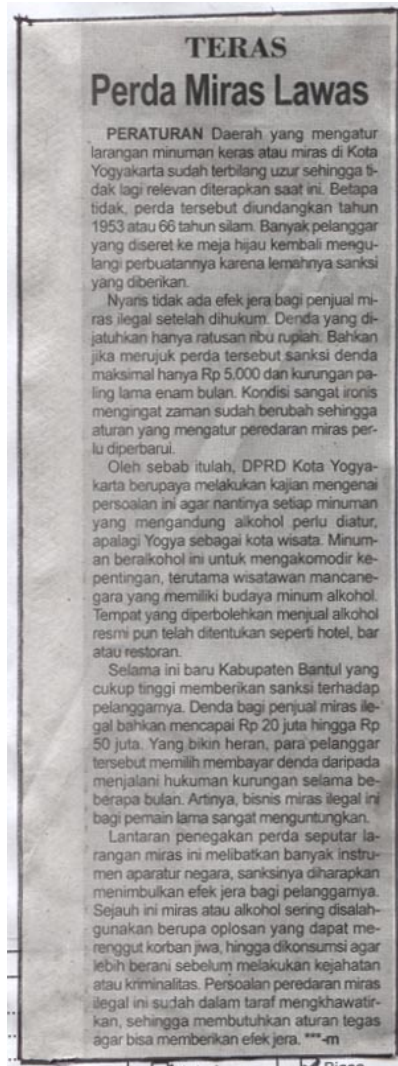 TERAS
Perda Miras Lawas
PERATURAN Daerah yang mengatur
larangan minuman keras atau miras di Kota
Yogyakarta sudah terbilang uzur sehingga ti-
dak lagi relevan diterapkan saat ini. Betapa
tidak, perda tersebut diundangkan tahun
1953 atau 66 tahun silam. Banyak pelanggar
yang diseret ke meja hijau kembali mengu-
langi perbuatannya karena lemahnya sanksi
yang diberikan.
Nyaris tidak ada efek jera bagi penjual mi-
ras ilegal setelah dihukum. Denda yang di-
jatuhkan hanya ratusan ribu rupiah. Bahkan
jika merujuk perda tersebut sanksi denda
maksimal hanya Rp 5.000 dan kurungan pa-
ling lama enam bulan. Kondisi sangat ironis
mengingat zaman sudah berubah sehingga
aturan yang mengatur peredaran miras per-
lu diperbarui.
Oleh sebab itulah, DPRD Kota Yogya-
karta berupaya melakukan kajian mengenai
persoalan ini agar nantinya setiap minuman
yang mengandung alkohol perlu diatur,
apalagi Yogya sebagai kota wisata. Minum-
an beralkohol ini untuk mengakomodir ke-
pentingan, terutama wisatawan mancane-
gara yang memiliki budaya minum alkohol.
Tempat yang diperbolehkan menjual alkohol
resmi pun telah ditentukan seperti hotel, bar
atau restoran.
Selama ini baru Kabupaten Bantul yang
cukup tinggi memberikan sanksi terhadap
pelanggarnya. Denda bagi penjual miras ile-
gal bahkan mencapai Rp 20 juta hingga Rp
50 juta. Yang bikin heran, para pelanggar
tersebut memilih membayar denda daripada
menjalani hukuman kurungan selama be-
berapa bulan. Artinya, bisnis miras ilegal ini
bagi pemain lama sangat menguntungkan.
Lantaran penegakan perda seputar la-
rangan miras ini melibatkan banyak instru-
men aparatur negara, sanksinya diharapkan
menimbulkan efek jera bagi pelanggarnya.
Sejauh ini miras atau alkohol sering disalah-
gunakan berupa oplosan yang dapat me-
renggut korban jiwa, hingga dikonsumsi agar
lebih berani sebelum melakukan kejahatan
atau kriminalitas. Persoalan peredaran miras
ilegal ini sudah dalam taraf mengkhawatir-
kan, sehingga membutuhkan aturan tegas
agar bisa memberikan efek jera. ***-m